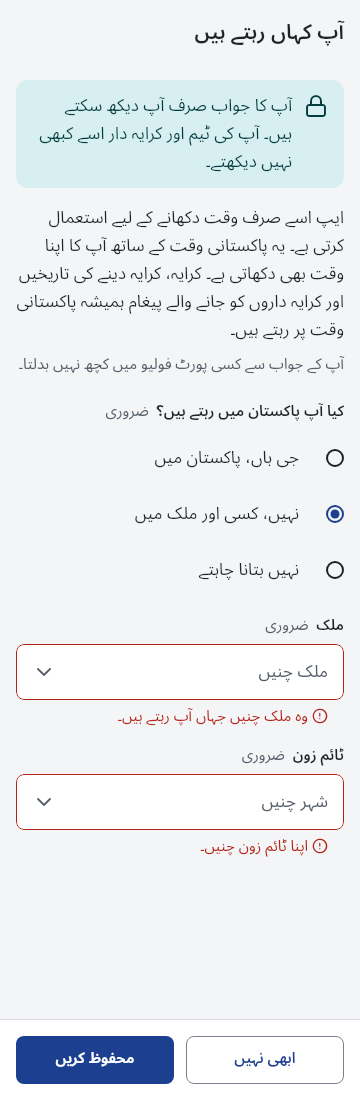 آپ کہاں رہتے ہیں
آپ کا جواب صرف آپ دیکھ سکتے
ہیں۔ آپ کی ٹیم اور کرایہ دار اسے کبھی
نہیں دیکھتے۔
ایپ اسے صرف وقت دکھانے کے لیے استعمال
کرتی ہے۔ یہ پاکستانی وقت کے ساتھ آپ کا اپنا
وقت بھی دکھاتی ہے۔ کرایہ، کرایہ دینے کی تاریخیں
اور کرایہ داروں کو جانے والے پیغام ہمیشہ پاکستانی
وقت پر رہتے ہیں۔
آپ کے جواب سے کسی پورٹ فولیو میں کچھ نہیں بدلتا۔
کیا آپ پاکستان میں رہتے ہیں؟ ضروری
جی ہاں، پاکستان میں
نہیں، کسی اور ملک میں
نہیں بتانا چاہتے
ملک ضروری
ملک چنیں
وہ ملک چنیں جہاں آپ رہتے ہیں۔
ٹائم زون ضروری
شہر چنیں
اپنا ٹائم زون چنیں۔
ابھی نہیں
محفوظ کریں